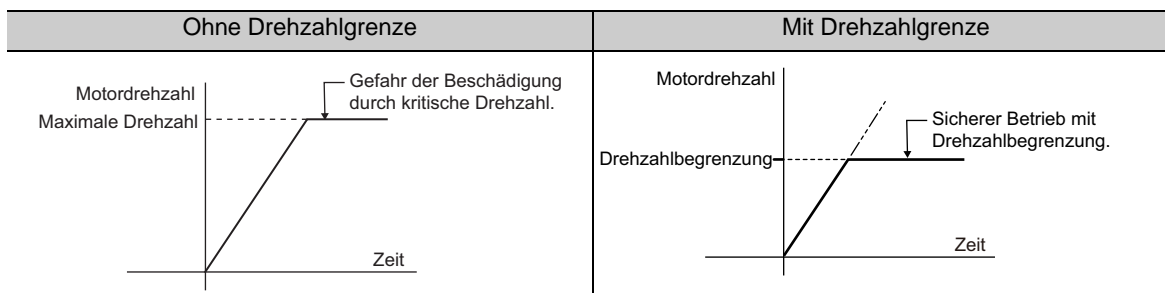 Ohne Drehzahlgrenze
Mit Drehzahlgrenze
Motordrehzahl
Maximale Drehzahl
Gefahr der Beschädigung
durch kritische Drehzahl.
Zeit
Motordrehzahl
Drehzahlbegrenzung
Sicherer Betrieb mit
Drehzahlbegrenzung.
Zeit